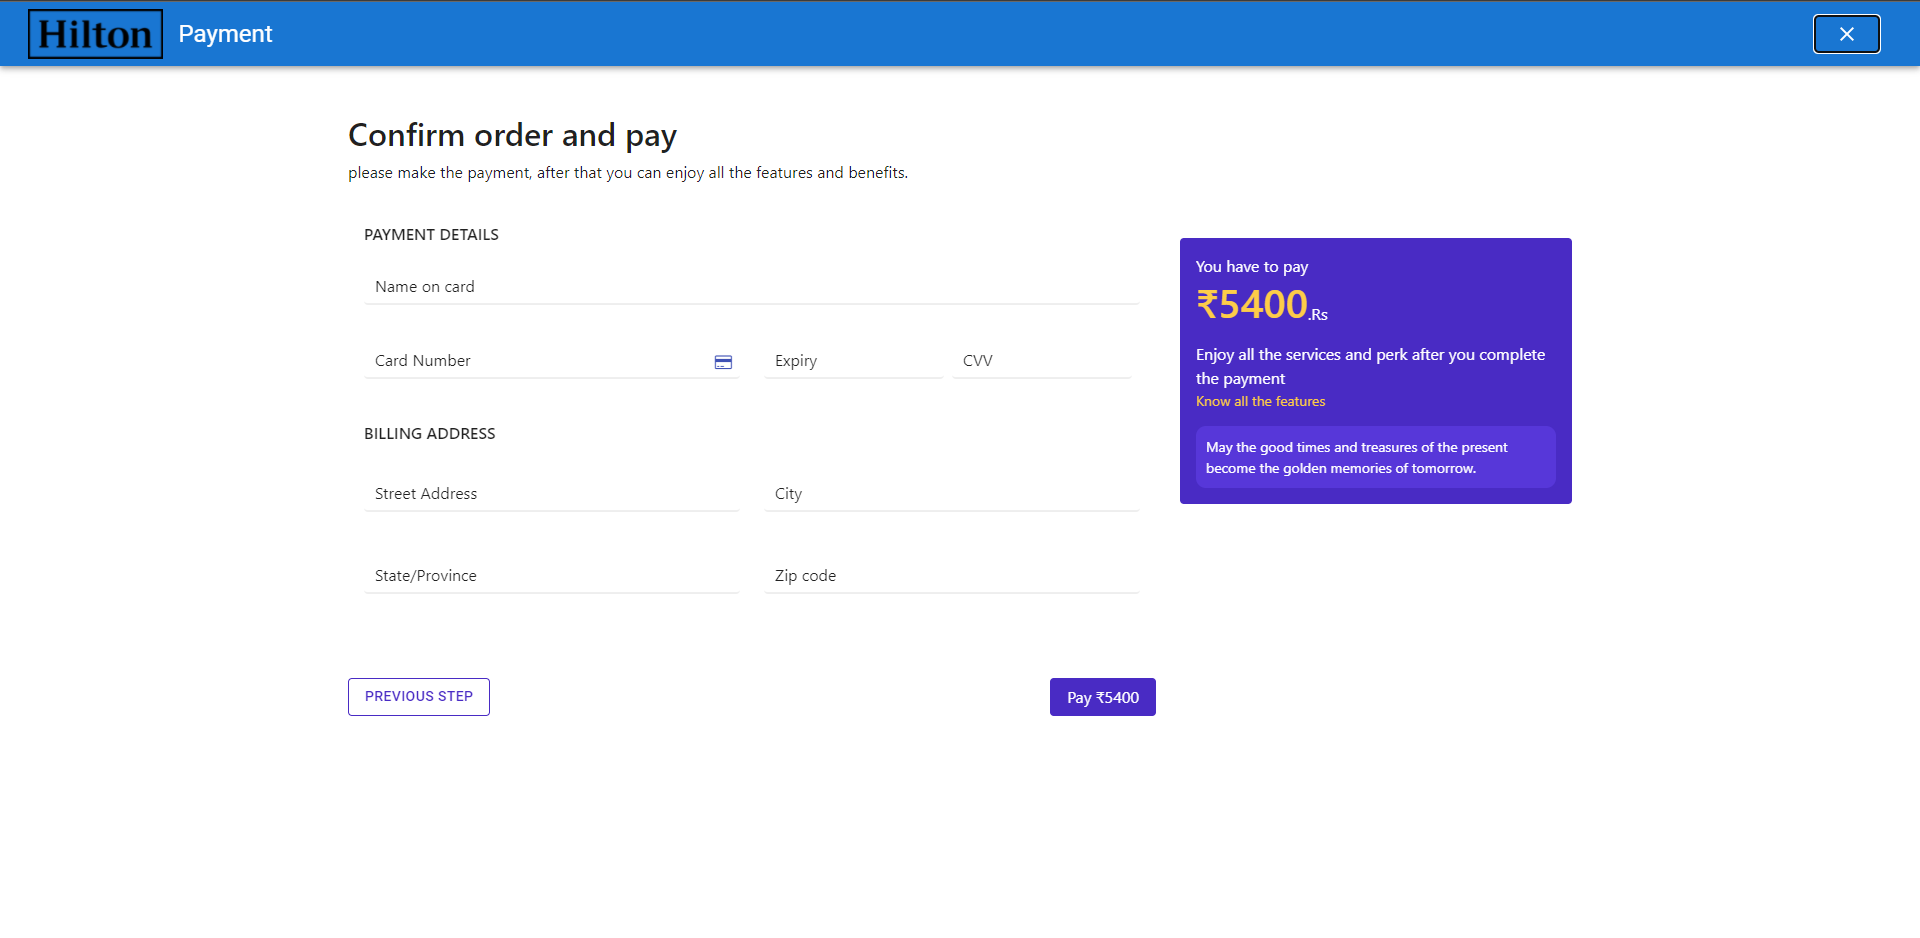 Hilton Payment
Confirm order and pay
please make the payment, after that you can enjoy all the features and benefits.
PAYMENT DETAILS
Name on card
Card Number Expiry CVV
BILLING ADDRESS
Street Address City
State/Province Zip code
PREVIOUS STEP Pay ₹5400
You have to pay
₹5400.Rs
Enjoy all the services and perk after you complete
the payment
Know all the features
May the good times and treasures of the present
become the golden memories of tomorrow.